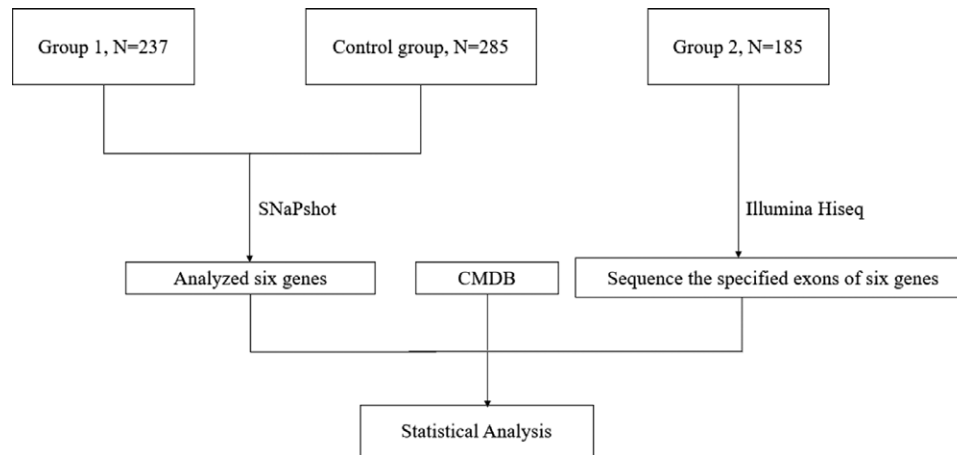 Group 1, N=237
Control group, N=285
Group 2, N=185
SNaPshot
Illumina Hiseq
Analyzed six genes
CMDB
Sequence the specified exons of six genes
Statistical Analysis